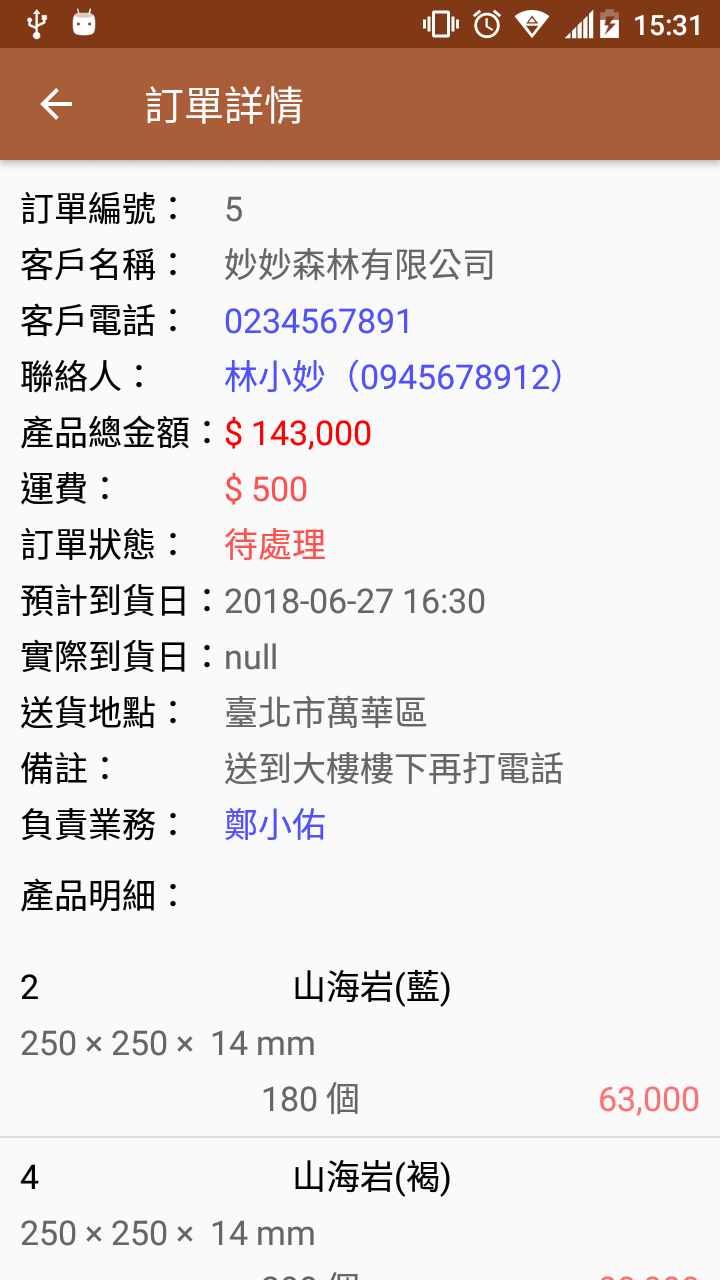 15:31
訂單詳情
訂單編號： 5
客戶名稱： 妙妙森林有限公司
客戶電話： 0234567891
聯絡人： 林小妙（0945678912）
產品總金額：$ 143,000
運費： $ 500
訂單狀態： 待處理
預計到貨日：2018-06-27 16:30
實際到貨日：null
送貨地點： 臺北市萬華區
備註： 送到大樓樓下再打電話
負責業務： 鄭小佑
產品明細：
2 山海岩(藍)
250 × 250 × 14 mm
180 個 63,000
4 山海岩(褐)
250 × 250 × 14 mm